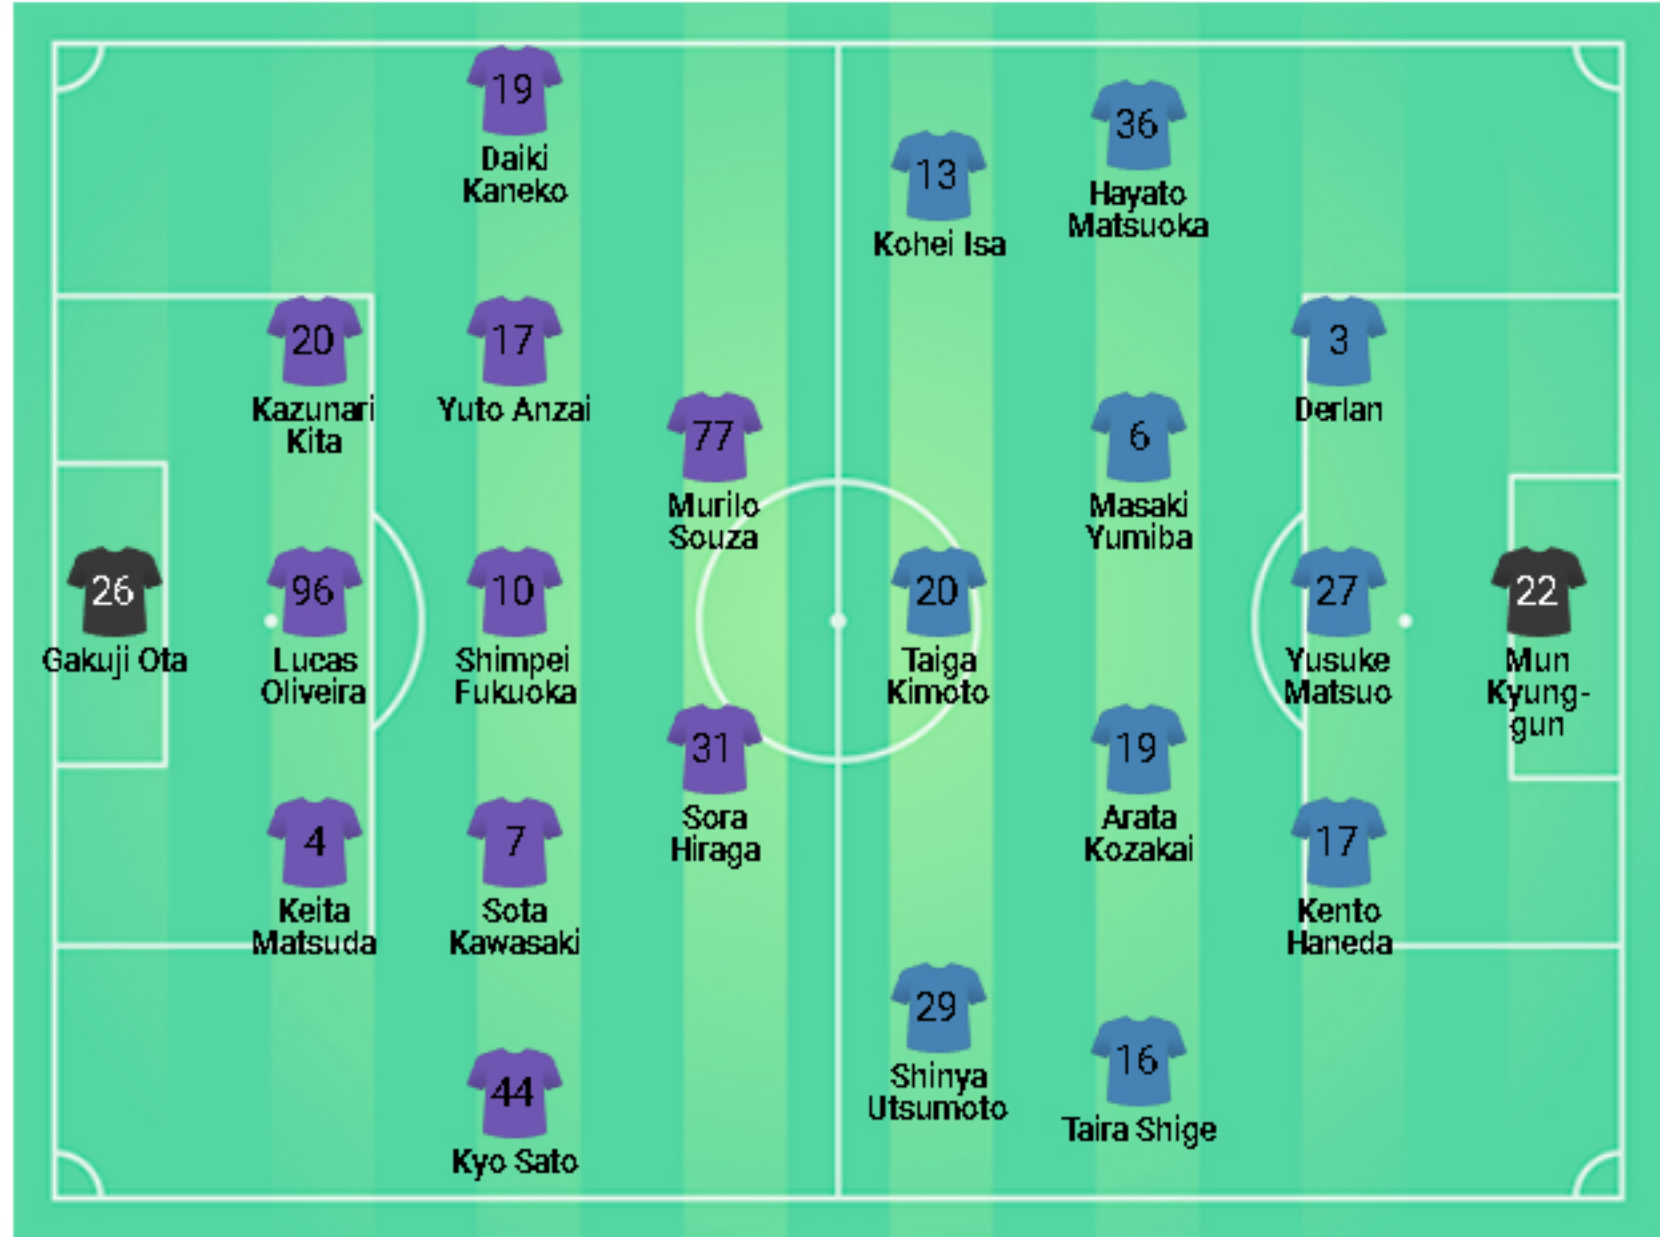 19
Daiki
Kaneko
36
Hayato
Matsuoka
13
Kohei Isa
20
Kazunari
Kita
17
Yuto Anzai
3
Derlan
77
Murilo
Souza
6
Masaki
Yumiba
26
Gakuji Ota
96
Lucas
Oliveira
10
Shimpei
Fukuoka
20
Taiga
Kimoto
27
Yusuke
Matsuo
22
Mun
Kyung-
gun
31
Sora
Hiraga
19
Arata
Kozakai
4
Keita
Matsuda
7
Sota
Kawasaki
17
Kento
Haneda
29
Shinya
Utsumoto
16
Taira Shige
44
Kyo Sato